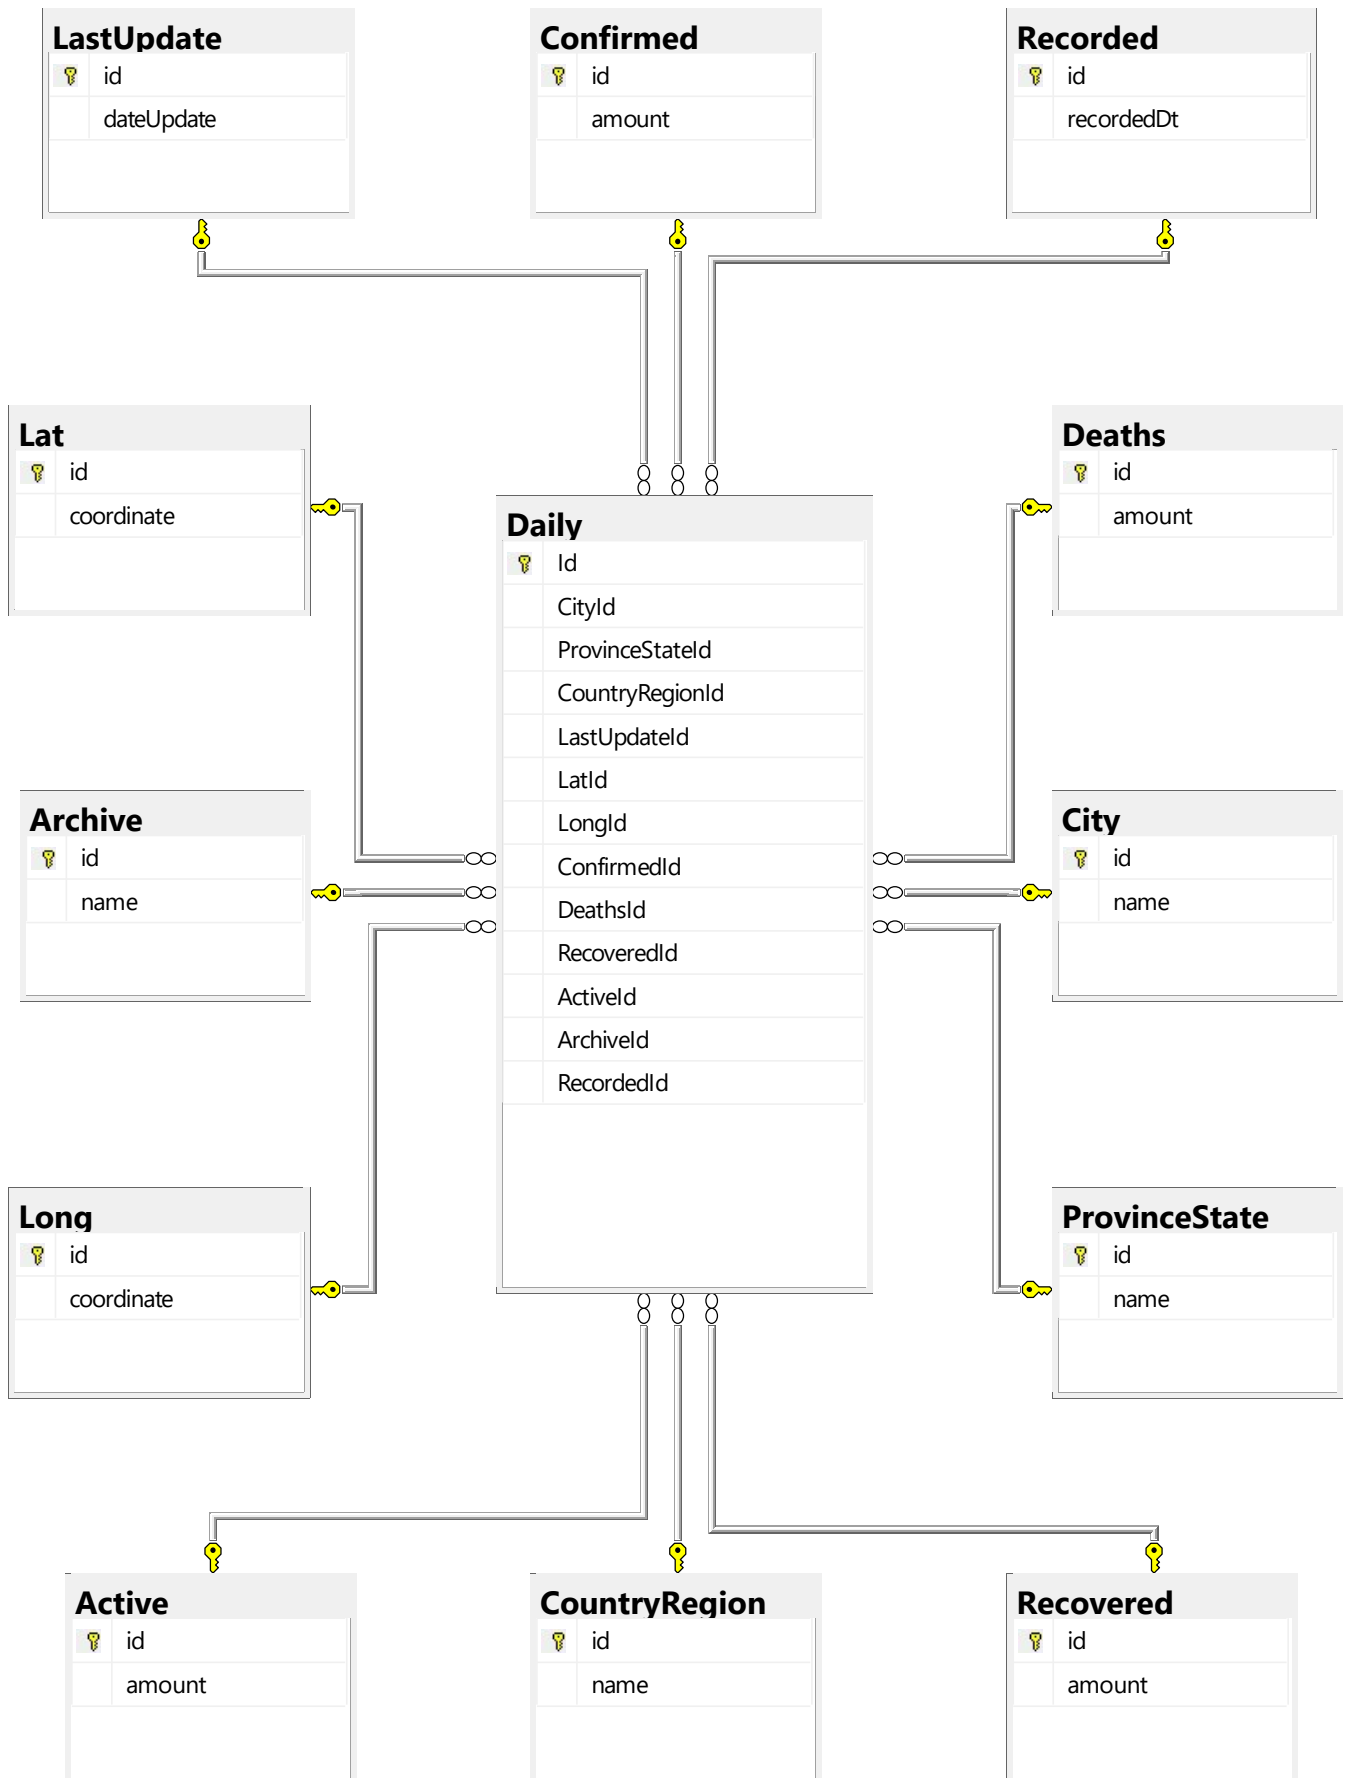 LastUpdate
id
dateUpdate
Confirmed
id
amount
Recorded
id
recordedDt
Lat
id
coordinate
Deaths
id
amount
Daily
Id
CityId
ProvinceStateId
CountryRegionId
LastUpdateId
LatId
LongId
ConfirmedId
DeathsId
RecoveredId
ActiveId
ArchiveId
RecordedId
Archive
id
name
City
id
name
Long
id
coordinate
ProvinceState
id
name
Active
id
amount
CountryRegion
id
name
Recovered
id
amount